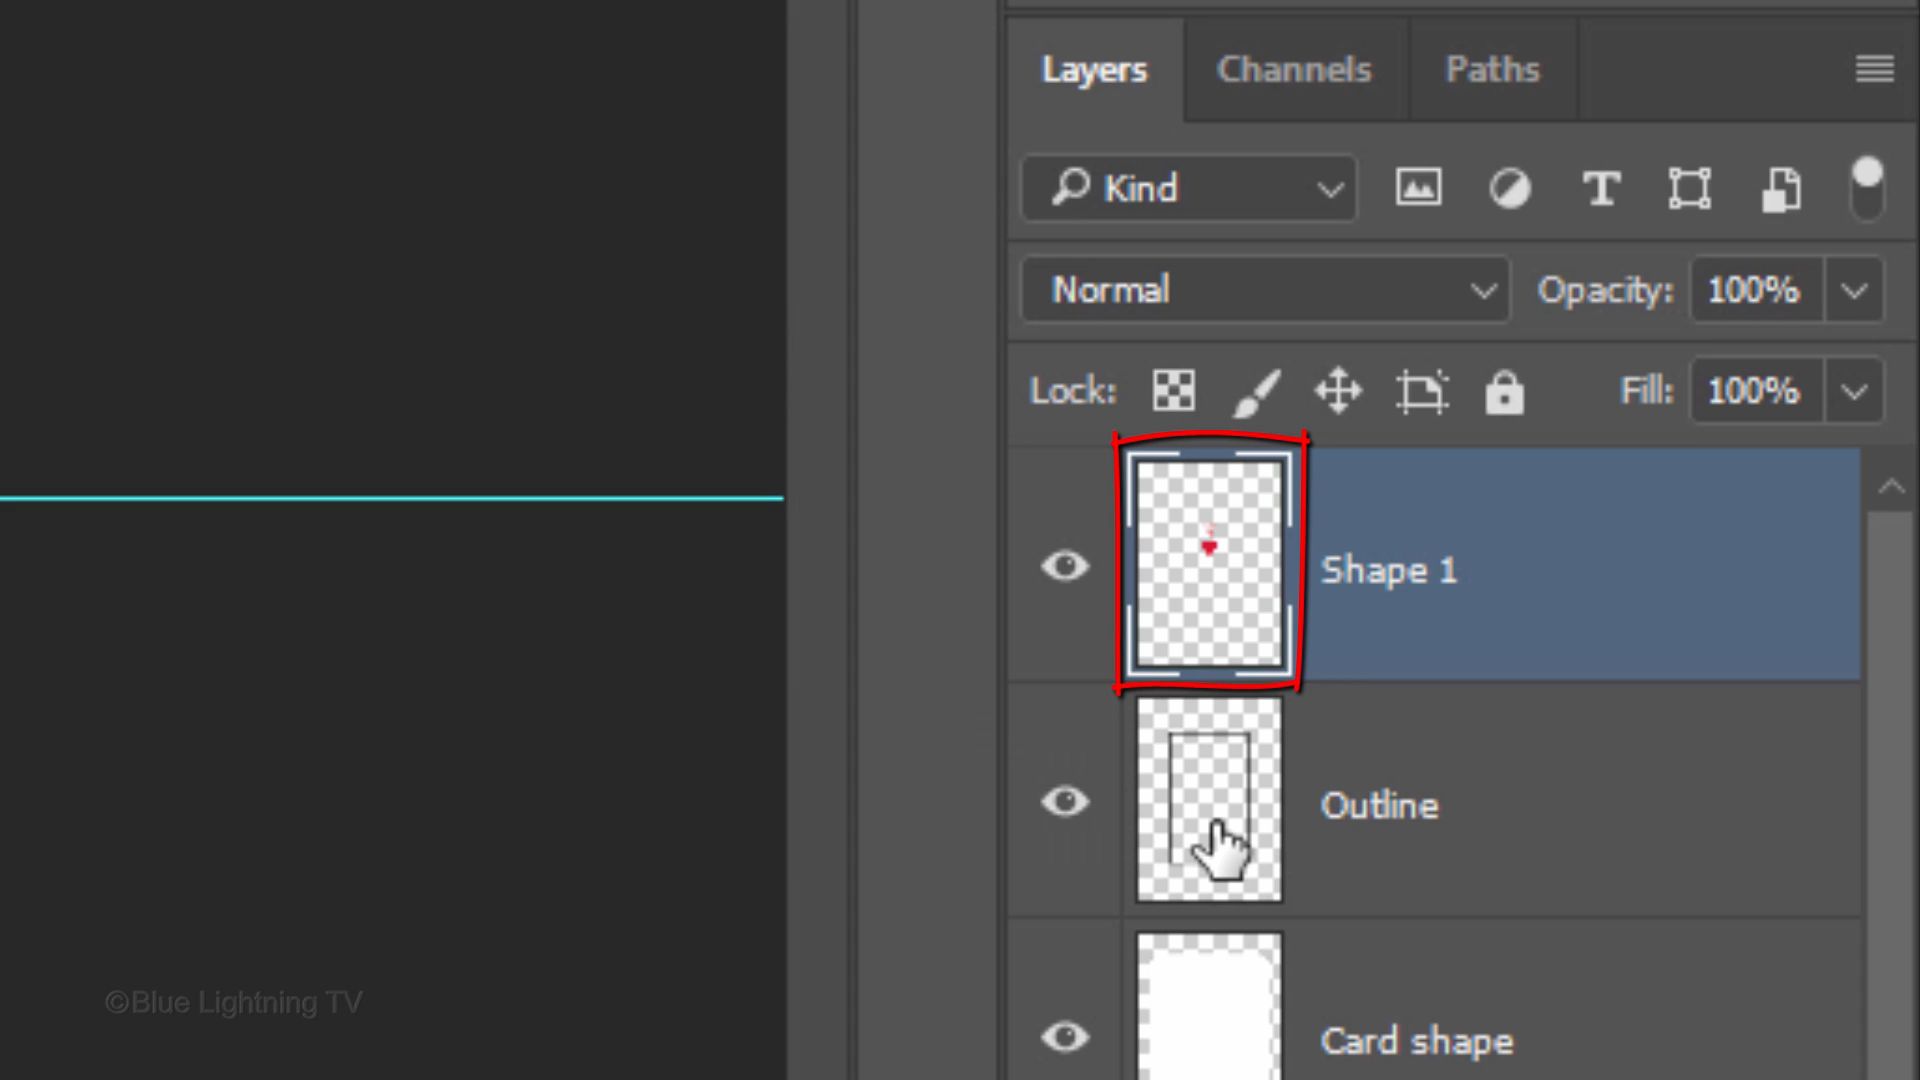 Layers Channels Paths
Kind
Normal Opacity: 100%
Lock: Fill: 100%
Shape 1
Outline
Card shape
©Blue Lightning TV